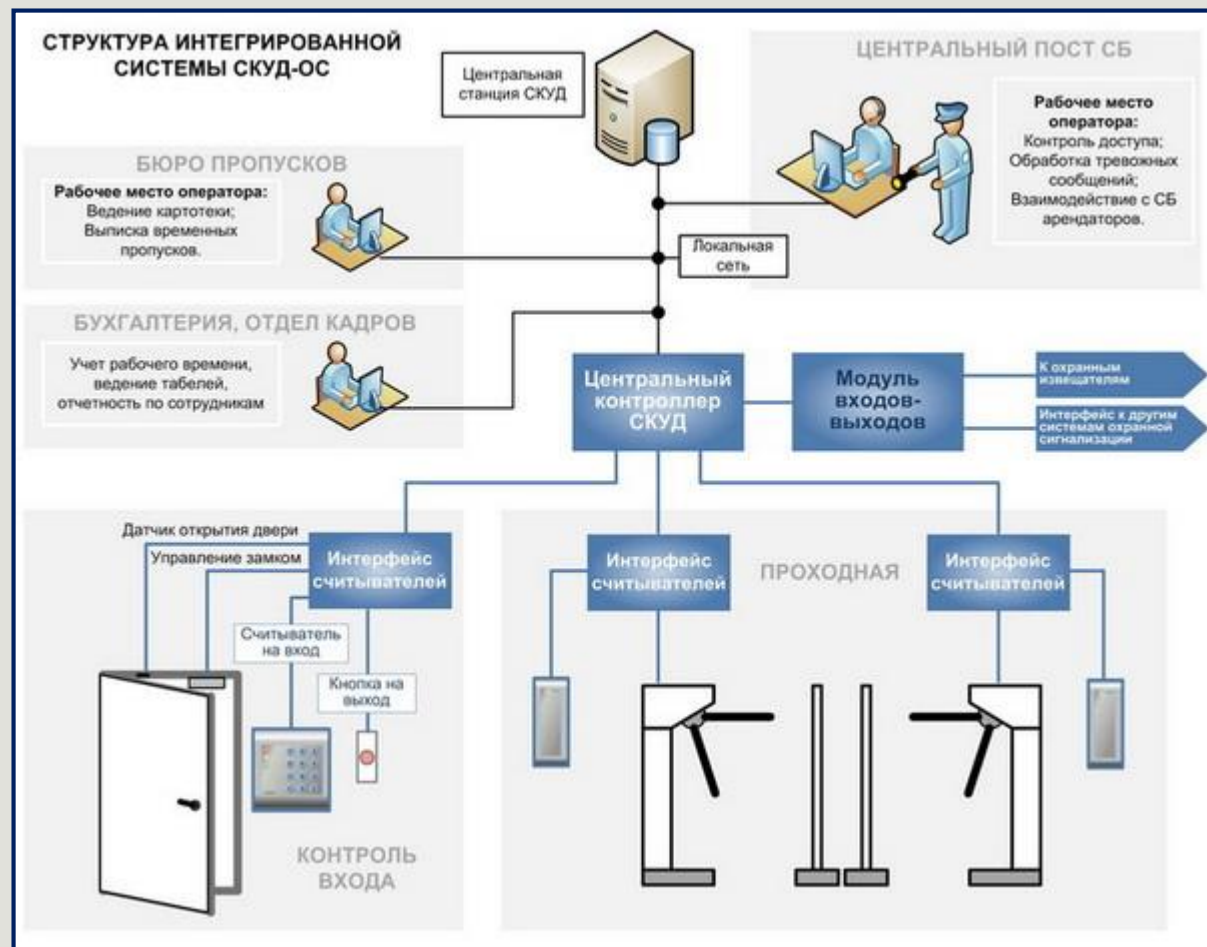 СТРУКТУРА ИНТЕГРИРОВАННОЙ
СИСТЕМЫ СКУД-ОС
Центральная
станция СКУД
ЦЕНТРАЛЬНЫЙ ПОСТ СБ
Рабочее место
оператора:
Контроль доступа;
Обработка тревожных
сообщений;
Взаимодействие с СБ
арендаторов.
БЮРО ПРОПУСКОВ
Рабочее место оператора:
Ведение картотеки;
Выписка временных
пропусков.
Локальная
сеть
БУХГАЛТЕРИЯ, ОТДЕЛ КАДРОВ
Учет рабочего времени,
ведение табелей,
отчетность по сотрудникам
Центральный
контроллер
СКУД
Модуль
входов-
выходов
К охранным
извещателям
Интерфейс к другим
системам охранной
сигнализации
Датчик открытия двери
Управление замком
Интерфейс
считывателей
Считыватель
на вход
Кнопка на
выход
КОНТРОЛЬ
ВХОДА
Интерфейс
считывателей
ПРОХОДНАЯ
Интерфейс
считывателей